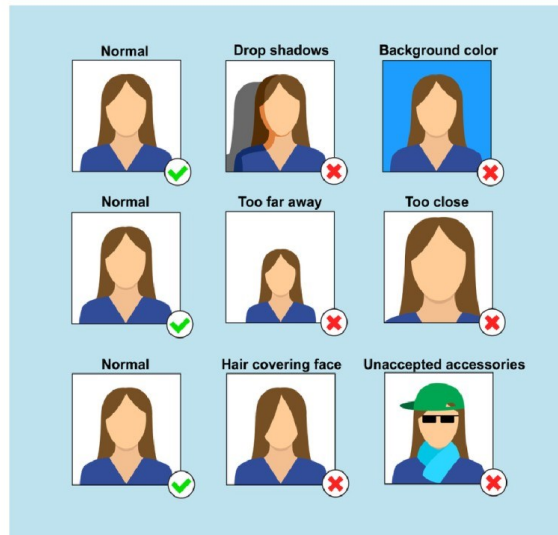 Normal
Drop shadows
Background color
Normal
Too far away
Too close
Normal
Hair covering face
Unaccepted accessories